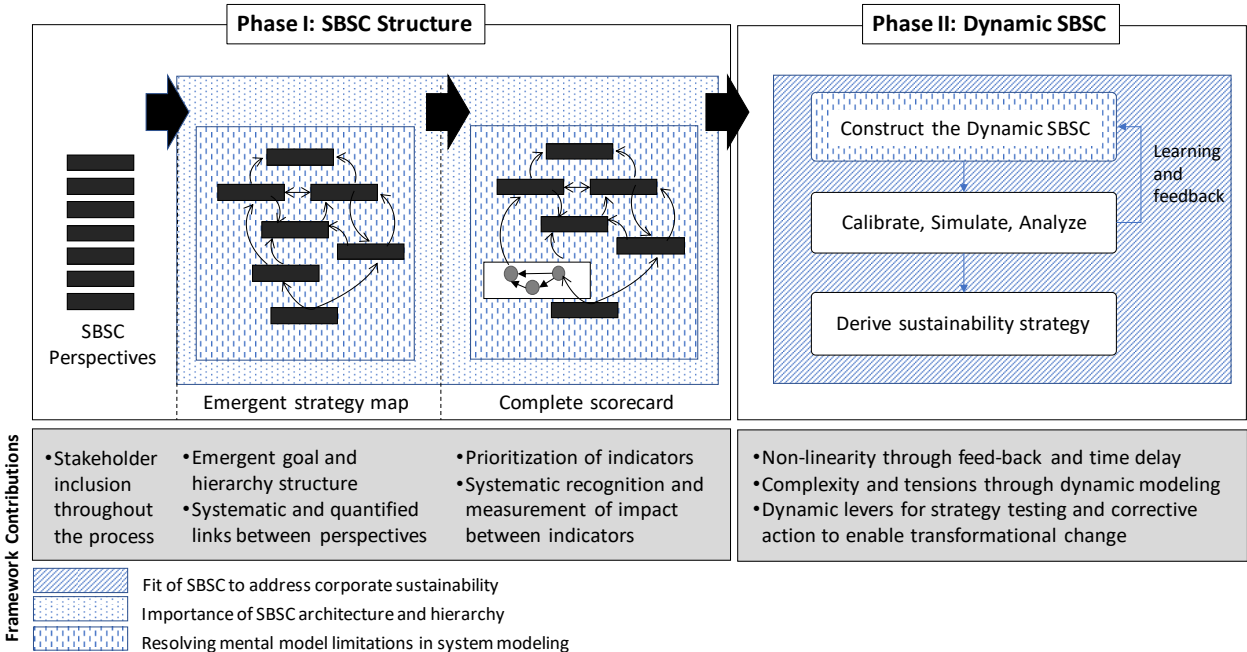 Phase I: SBSC Structure
Phase II: Dynamic SBSC
SBSC
Perspectives
Emergent strategy map
Complete scorecard
Construct the Dynamic SBSC
Learning
and
feedback
Calibrate, Simulate, Analyze
Derive sustainability strategy
Framework Contributions
•Stakeholder
inclusion
throughout
the process
•Emergent goal and
hierarchy structure
•Systematic and quantified
links between perspectives
•Prioritization of indicators
•Systematic recognition and
measurement of impact
between indicators
•Non-linearity through feed-back and time delay
•Complexity and tensions through dynamic modeling
•Dynamic levers for strategy testing and corrective
action to enable transformational change
Fit of SBSC to address corporate sustainability
Importance of SBSC architecture and hierarchy
Resolving mental model limitations in system modeling